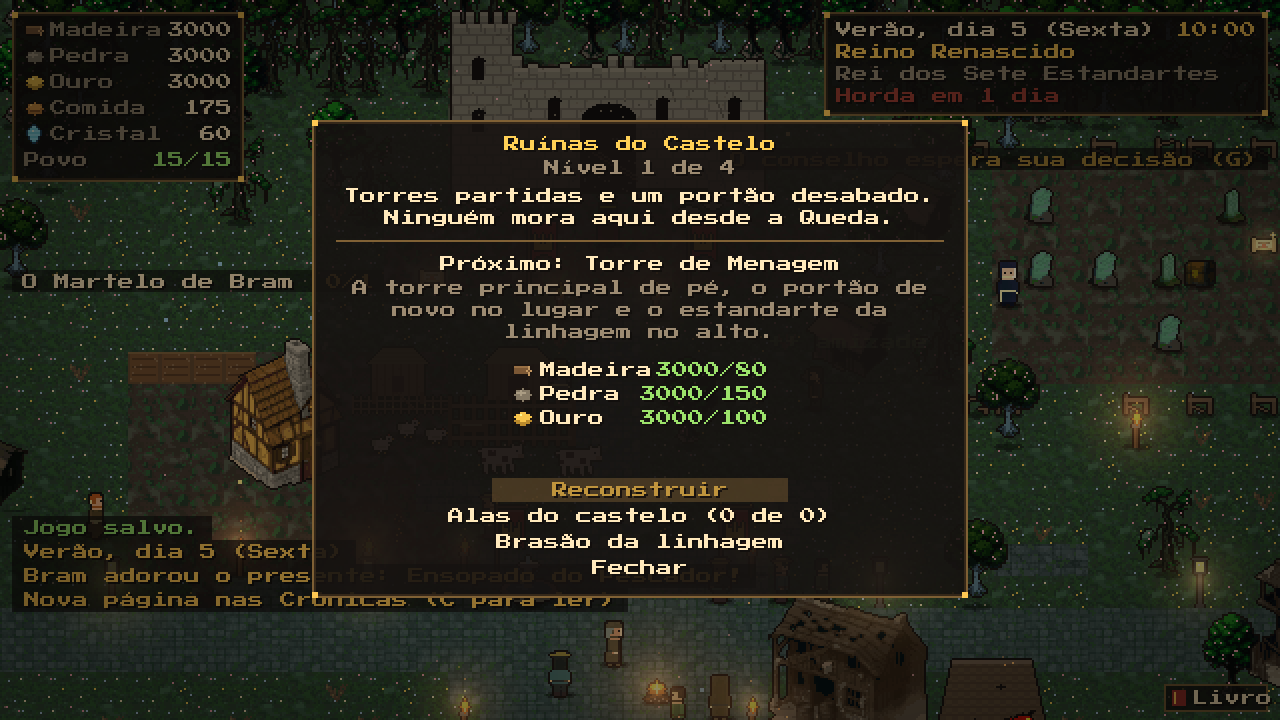 Madeira 3000
Pedra 3000
Ouro 3000
Comida 175
Cristal 60
Povo 15/15
Verão, dia 5 (Sexta) 10:00
Reino Renascido
Rei dos Sete Estandartes
Horda em 1 dia
conselho espera sua decisão (G)
Ruínas do Castelo
Nível 1 de 4
Torres partidas e um portão desabado.
Ninguém mora aqui desde a Queda.
Próximo: Torre de Menagem
A torre principal de pé, o portão de
novo no lugar e o estandarte da
linhagem no alto.
Madeira 3000/80
Pedra 3000/150
Ouro 3000/100
Reconstruir
Alas do castelo (0 de 0)
Brasão da linhagem
Fechar
O Martelo de Bram
Jogo salvo.
Verão, dia 5 (Sexta)
Bram adorou o presente: Ensopado do Pescador!
Nova página nas Crônicas (C para ler)
Livro